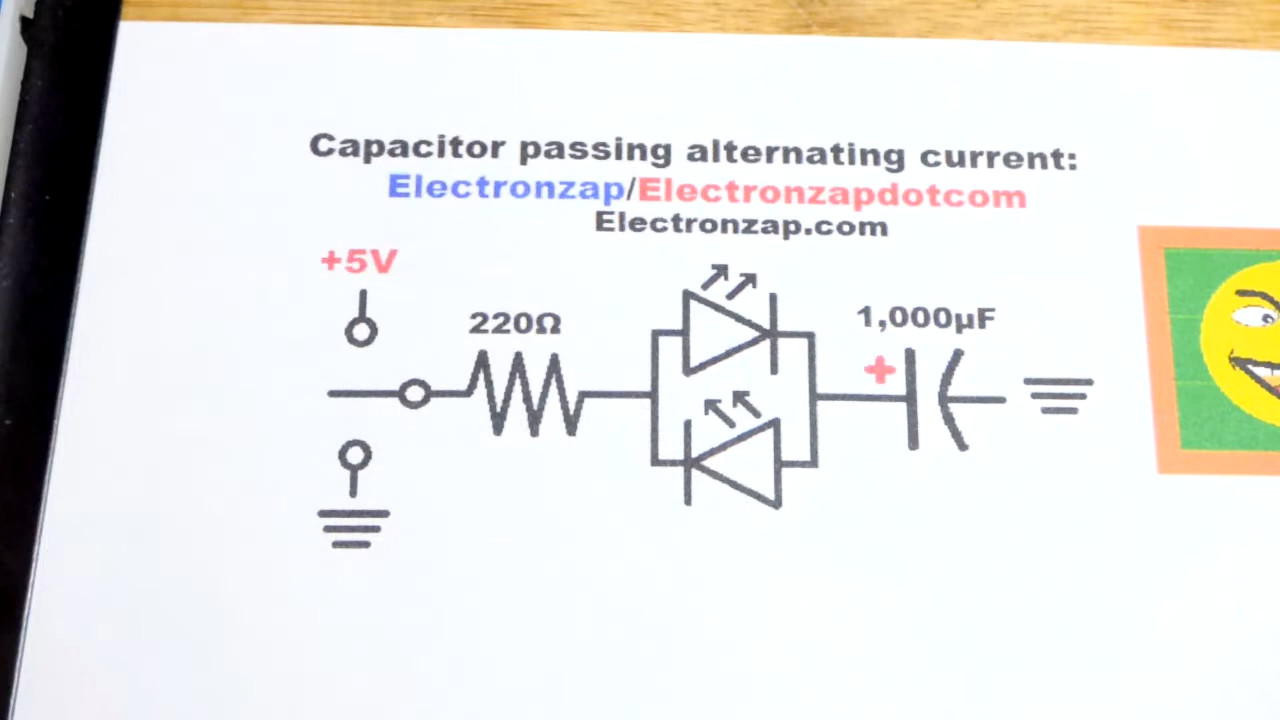 Capacitor passing alternating current:
Electronzap/Electronzapdotcom
Electronzap.com
+5V
220Ω
1,000µF
+